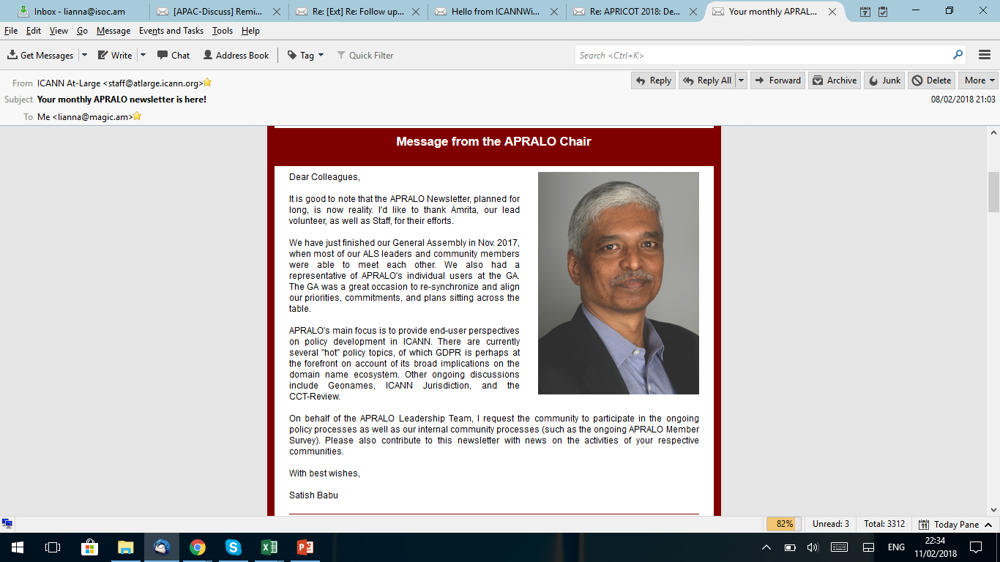 Inbox - lianna@isoc.am
[APAC-Discuss] Remi...
Re: [Ext] Re: Follow up...
Hello from ICANNWi...
Re: APRICOT 2018: De...
Your monthly APRAL...
File Edit View Go Message Events and Tasks Tools Help
Get Messages Write Chat Address Book Tag Quick Filter Search <Ctrl+K>
From ICANN At-Large <staff@atlarge.icann.org>
Reply Reply All Forward Archive Junk Delete More
Subject Your monthly APRALO newsletter is here!
08/02/2018 21:03
To Me <lianna@magic.am>
Message from the APRALO Chair
Dear Colleagues,
It is good to note that the APRALO Newsletter, planned for
long, is now reality. I'd like to thank Amrita, our lead
volunteer, as well as Staff, for their efforts.
We have just finished our General Assembly in Nov. 2017,
when most of our ALS leaders and community members
were able to meet each other. We also had a
representative of APRALO's individual users at the GA.
The GA was a great occasion to re-synchronize and align
our priorities, commitments, and plans sitting across the
table.
APRALO's main focus is to provide end-user perspectives
on policy development in ICANN. There are currently
several "hot" policy topics, of which GDPR is perhaps at
the forefront on account of its broad implications on the
domain name ecosystem. Other ongoing discussions
include Geonames, ICANN Jurisdiction, and the
CCT-Review.
On behalf of the APRALO Leadership Team, I request the community to participate in the ongoing
policy processes as well as our internal community processes (such as the ongoing APRALO Member
Survey). Please also contribute to this newsletter with news on the activities of your respective
communities.
With best wishes,
Satish Babu
82% Unread: 3 Total: 3312 11 Today Pane
ENG
22:34
11/02/2018